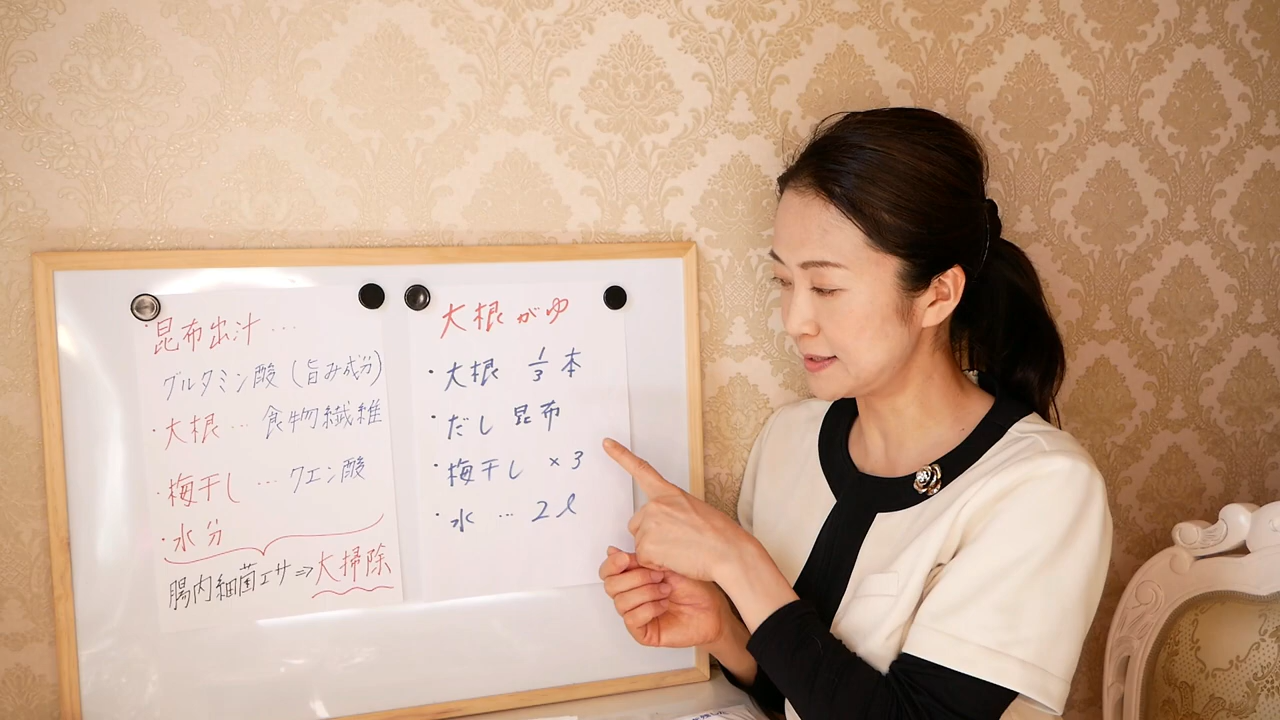 ・昆布出汁…
グルタミン酸(旨み成分)
・大根…食物繊維
・梅干し…クエン酸
・水分
腸内細菌エサ⇒大掃除
大根がゆ
・大根 1/3本
・だし昆布
・梅干し ×3
・水 … 2ℓ